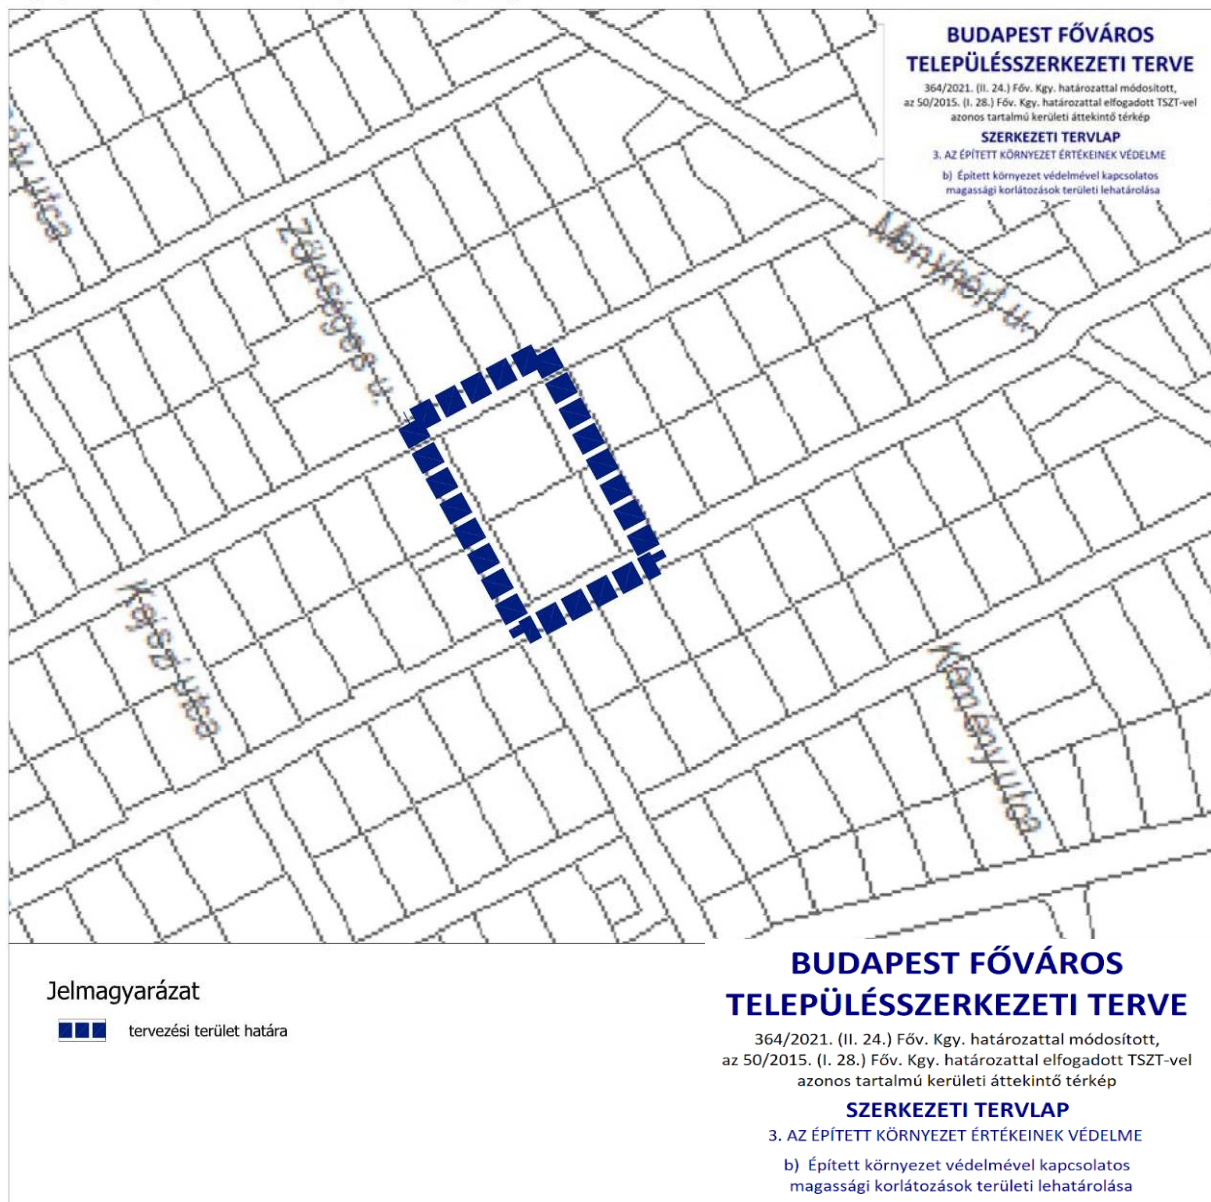 BUDAPEST FŐVÁROS
TELEPÜLÉSSZERKEZETI TERVE
364/2021. (II. 24.) Főv. Kgy. határozattal módosított,
az 50/2015. (I. 28.) Főv. Kgy. határozattal elfogadott TSZT-vel
azonos tartalmú kerületi áttekintő térkép
SZERKEZETI TERVLAP
3. AZ ÉPÍTETT KÖRNYEZET ÉRTÉKEINEK VÉDELME
b) Épített környezet védelmével kapcsolatos
magassági korlátozások területi lehatárolása
utca
Zöldséges u.
Menyhért u.
Kajszi utca
Kemény utca
Jelmagyarázat
tervezési terület határa
BUDAPEST FŐVÁROS
TELEPÜLÉSSZERKEZETI TERVE
364/2021. (II. 24.) Főv. Kgy. határozattal módosított,
az 50/2015. (I. 28.) Főv. Kgy. határozattal elfogadott TSZT-vel
azonos tartalmú kerületi áttekintő térkép
SZERKEZETI TERVLAP
3. AZ ÉPÍTETT KÖRNYEZET ÉRTÉKEINEK VÉDELME
b) Épített környezet védelmével kapcsolatos
magassági korlátozások területi lehatárolása